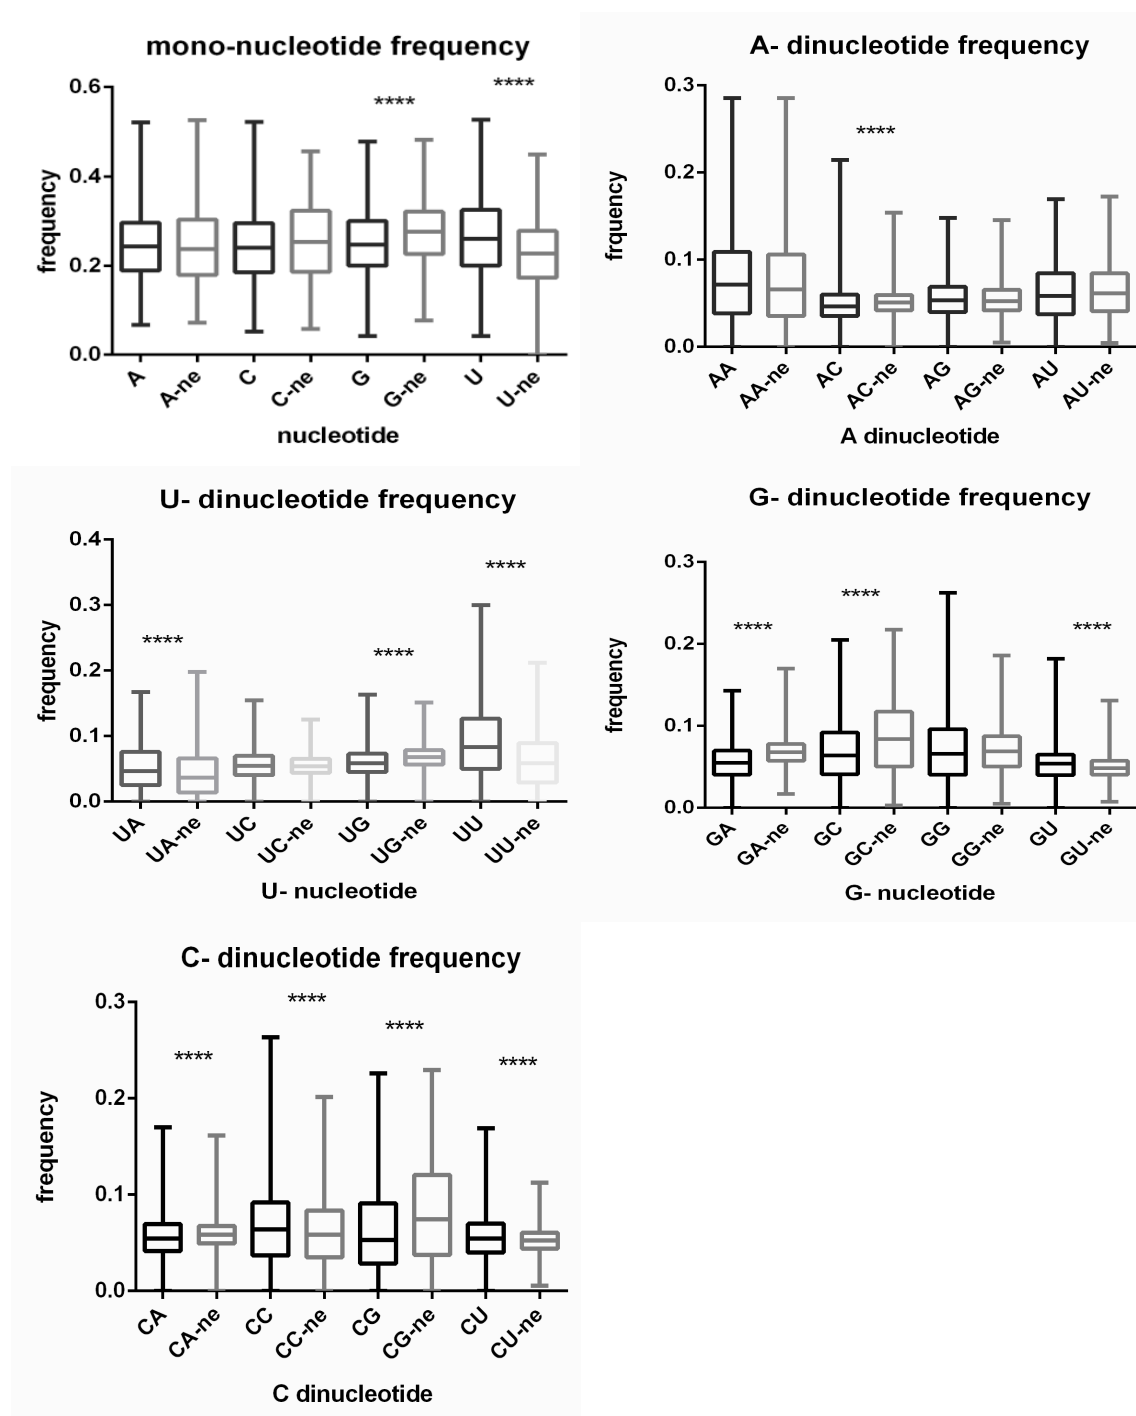 mono-nucleotide frequency
0.6
0.4
0.2
0.0
frequency
****
****
A
A-ne
C
C-ne
G
G-ne
U
U-ne
nucleotide
A- dinucleotide frequency
0.3
0.2
0.1
0.0
frquency
****
AA
AA-ne
AC
AC-ne
AG
AG-ne
AU
AU-ne
A dinucleotide
U- dinucleotide frequency
0.4
0.3
0.2
0.1
0.0
frequency
****
****
****
UA
UA-ne
UC
UC-ne
UG
UG-ne
UU
UU-ne
U- nucleotide
G- dinucleotide frequency
0.3
0.2
0.1
0.0
frequency
****
****
****
GA
GA-ne
GC
GC-ne
GG
GG-ne
GU
GU-ne
G- nucleotide
C- dinucleotide frequency
0.3
0.2
0.1
0.0
frequency
****
****
****
****
CA
CA-ne
CC
CC-ne
CG
CG-ne
CU
CU-ne
C dinucleotide